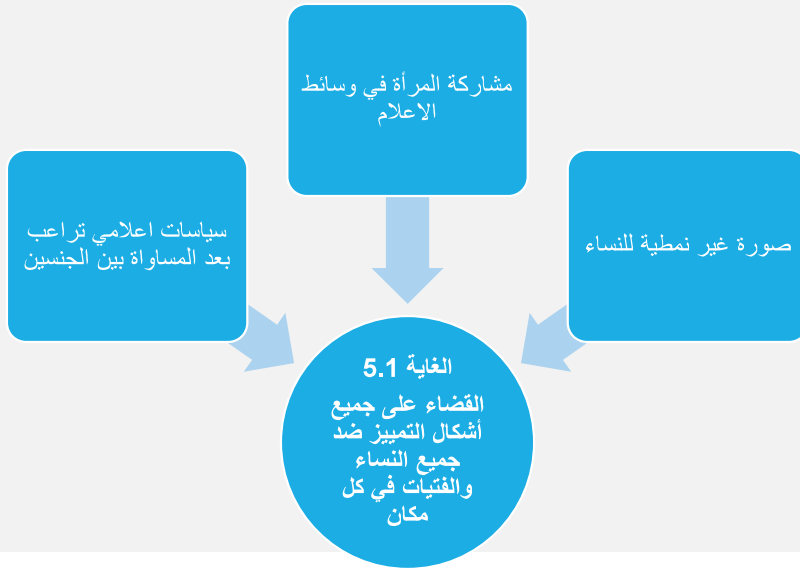 مشاركة المرأة في وسائط
الاعلام
صورة غير نمطية للنساء
سياسات اعلامي تراعب
بعد المساواة بين الجنسين
الغاية 5.1
القضاء على جميع
أشكال التمييز ضد
جميع النساء
والفتيات في كل
مكان